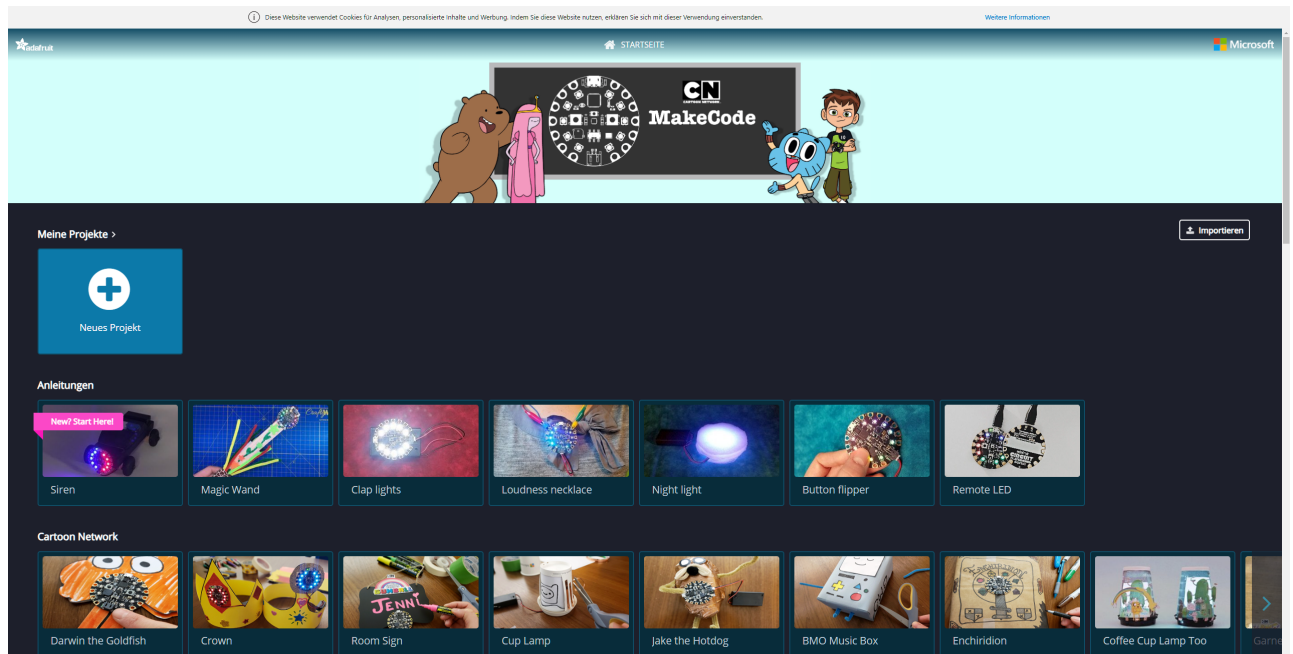 Diese Website verwendet Cookies für Analysen, personalisierte Inhalte und Werbung. Indem Sie diese Website nutzen, erklären Sie sich mit dieser Verwendung einverstanden. Weitere Informationen
adafruit STARTSEITE Microsoft
CN
CARTOON NETWORK
MakeCode
Meine Projekte > Importieren
Neues Projekt
Anleitungen
New? Start Here!
Siren Magic Wand Clap lights Loudness necklace Night light Button flipper Remote LED
Cartoon Network
JENNI
Darwin the Goldfish Crown Room Sign Cup Lamp Jake the Hotdog BMO Music Box Enchiridion Coffee Cup Lamp Too Garne